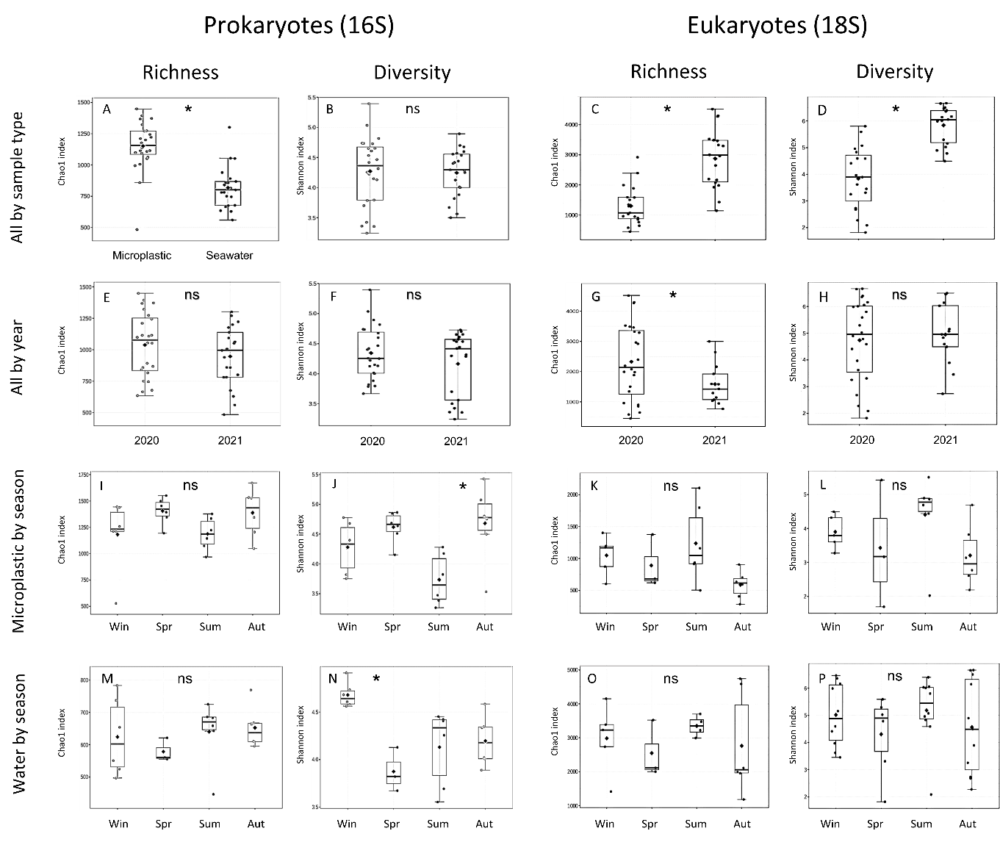 Prokaryotes (16S)
Eukaryotes (18S)
Richness
Diversity
Richness
Diversity
All by sample type
Chao1 index
1500
1250
1000
750
500
A
*
Microplastic
Seawater
Shannon index
5.5
5.0
4.5
4.0
3.5
B
ns
Chao1 index
4000
3000
2000
1000
C
*
Shannon index
6
5
4
3
2
D
*
All by year
Chao1 index
1500
1250
1000
750
500
E
ns
2020
2021
Shannon index
5.5
5.0
4.5
4.0
3.5
F
ns
2020
2021
Chao1 index
4000
3000
2000
1000
G
*
2020
2021
Shannon index
6
5
4
3
2
H
ns
2020
2021
Microplastic by season
Chao1 index
1750
1500
1250
1000
750
500
I
ns
Win
Spr
Sum
Aut
Shannon index
5.5
5.0
4.5
4.0
3.5
J
*
Win
Spr
Sum
Aut
Chao1 index
2000
1500
1000
500
K
ns
Win
Spr
Sum
Aut
Shannon index
5
4
3
2
L
ns
Win
Spr
Sum
Aut
Water by season
Chao1 index
800
700
600
500
M
ns
Win
Spr
Sum
Aut
Shannon index
4.5
4.0
3.5
N
*
Win
Spr
Sum
Aut
Chao1 index
5000
4000
3000
2000
1000
O
ns
Win
Spr
Sum
Aut
Shannon index
6
5
4
3
2
P
ns
Win
Spr
Sum
Aut